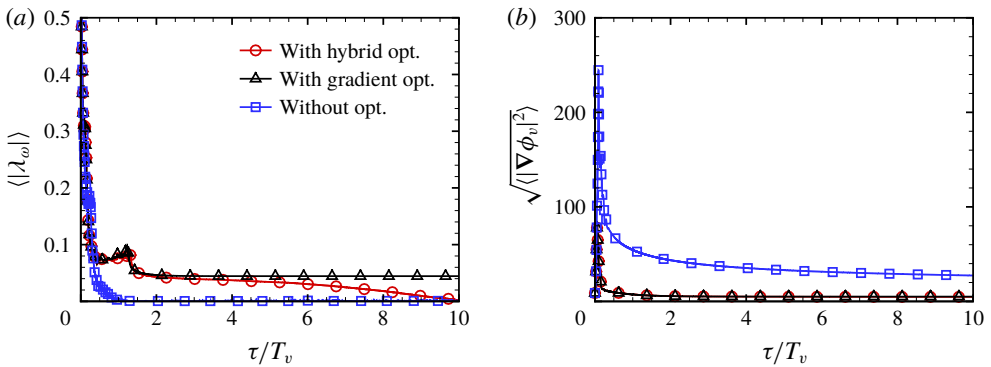 (a)
0.5
0.4
0.3
0.2
0.1
0
2
4
6
8
10
⟨|λω|⟩
τ/Tv
With hybrid opt.
With gradient opt.
Without opt.
(b)
300
200
100
0
2
4
6
8
10
√⟨|∇ϕv|²⟩
τ/Tv